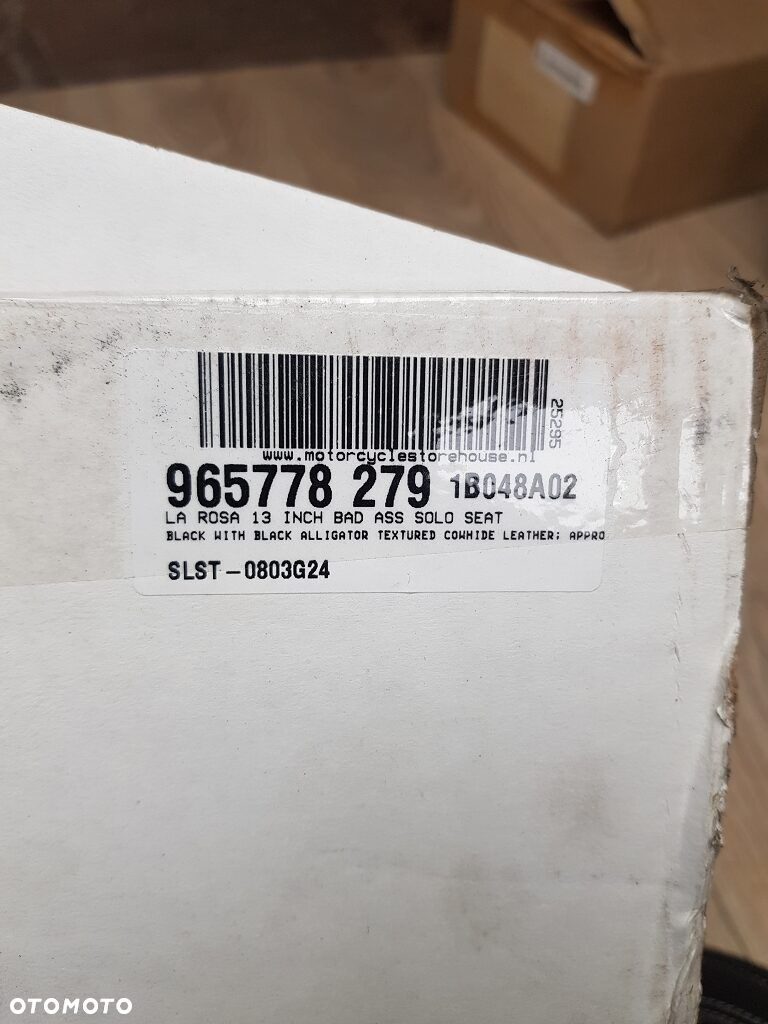 25295
www.motorcyclestorehouse.nl
965778 279 1B048A02
LA ROSA 13 INCH BAD ASS SOLO SEAT
BLACK WITH BLACK ALLIGATOR TEXTURED COWHIDE LEATHER; APPRO
SLST-0803G24
OTOMOTO